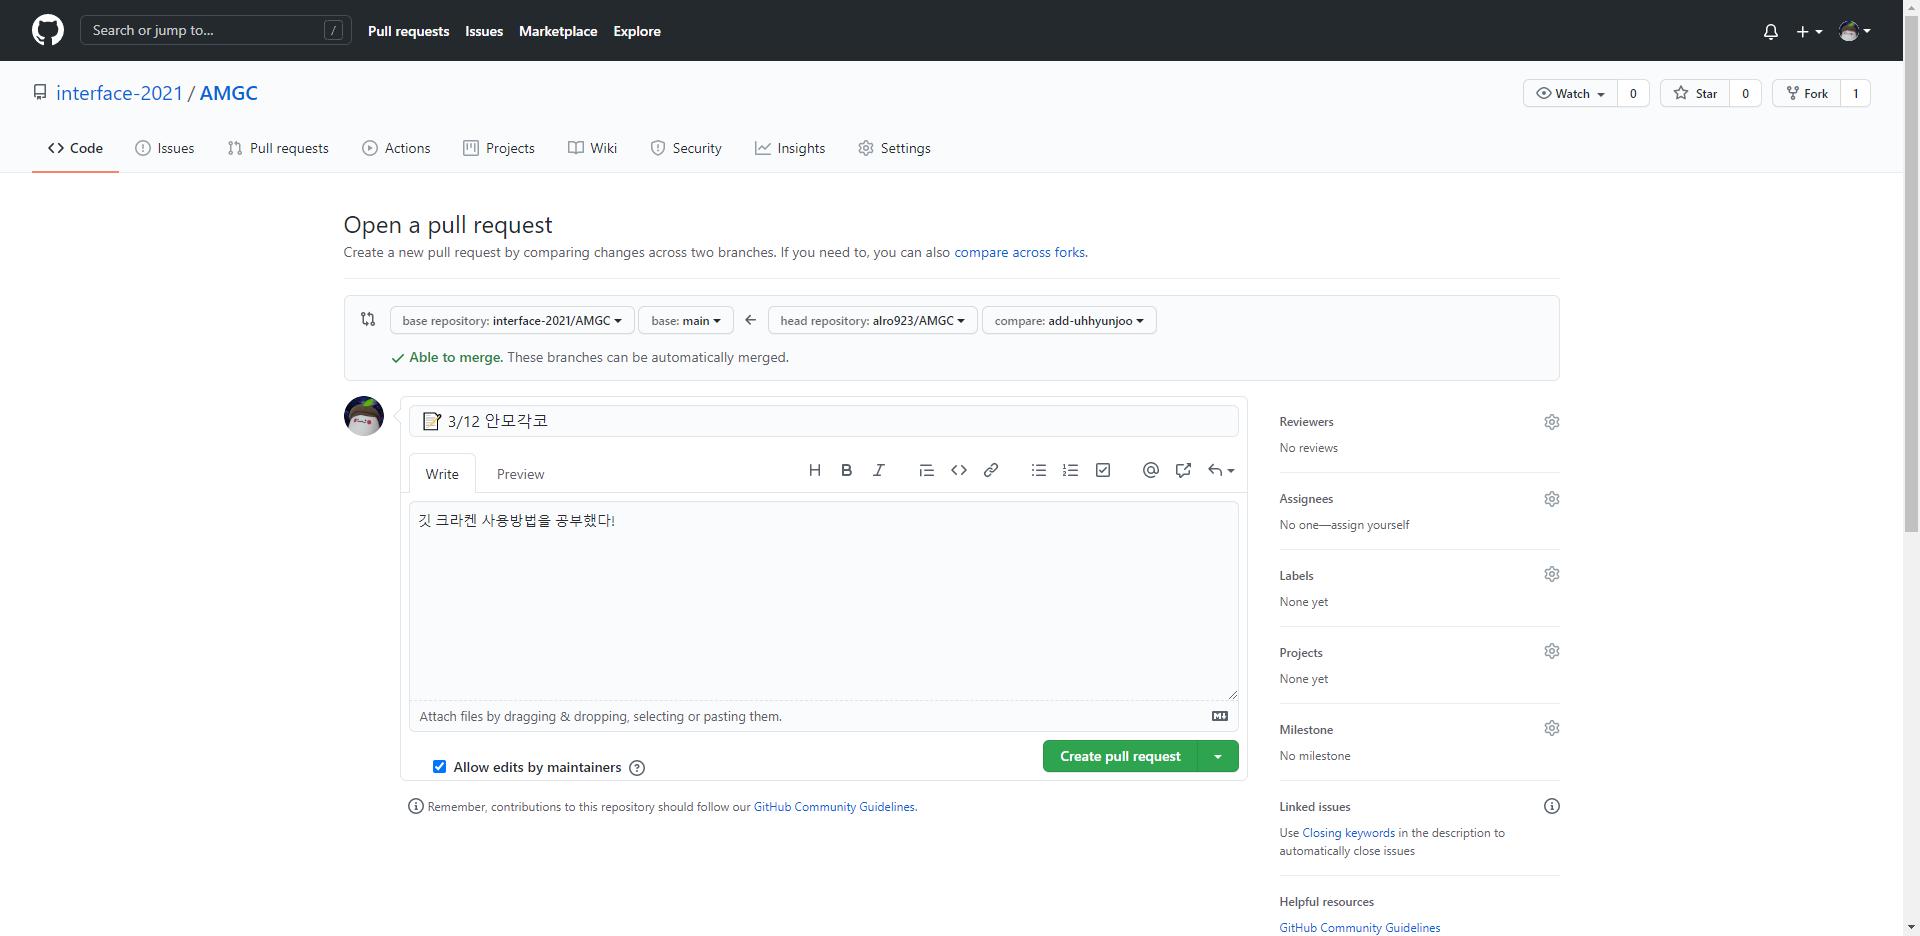 Search or jump to... /
Pull requests Issues Marketplace Explore
interface-2021 / AMGC
Watch 0 Star 0 Fork 1
Code Issues Pull requests Actions Projects Wiki Security Insights Settings
Open a pull request
Create a new pull request by comparing changes across two branches. If you need to, you can also compare across forks.
base repository: interface-2021/AMGC base: main ← head repository: alro923/AMGC compare: add-uhhyunjoo
Able to merge. These branches can be automatically merged.
📝 3/12 안모각코
Write Preview
깃 크라켄 사용방법을 공부했다!
Attach files by dragging & dropping, selecting or pasting them.
Allow edits by maintainers
Create pull request
Remember, contributions to this repository should follow our GitHub Community Guidelines.
Reviewers
No reviews
Assignees
No one—assign yourself
Labels
None yet
Projects
None yet
Milestone
No milestone
Linked issues
Use Closing keywords in the description to
automatically close issues
Helpful resources
GitHub Community Guidelines